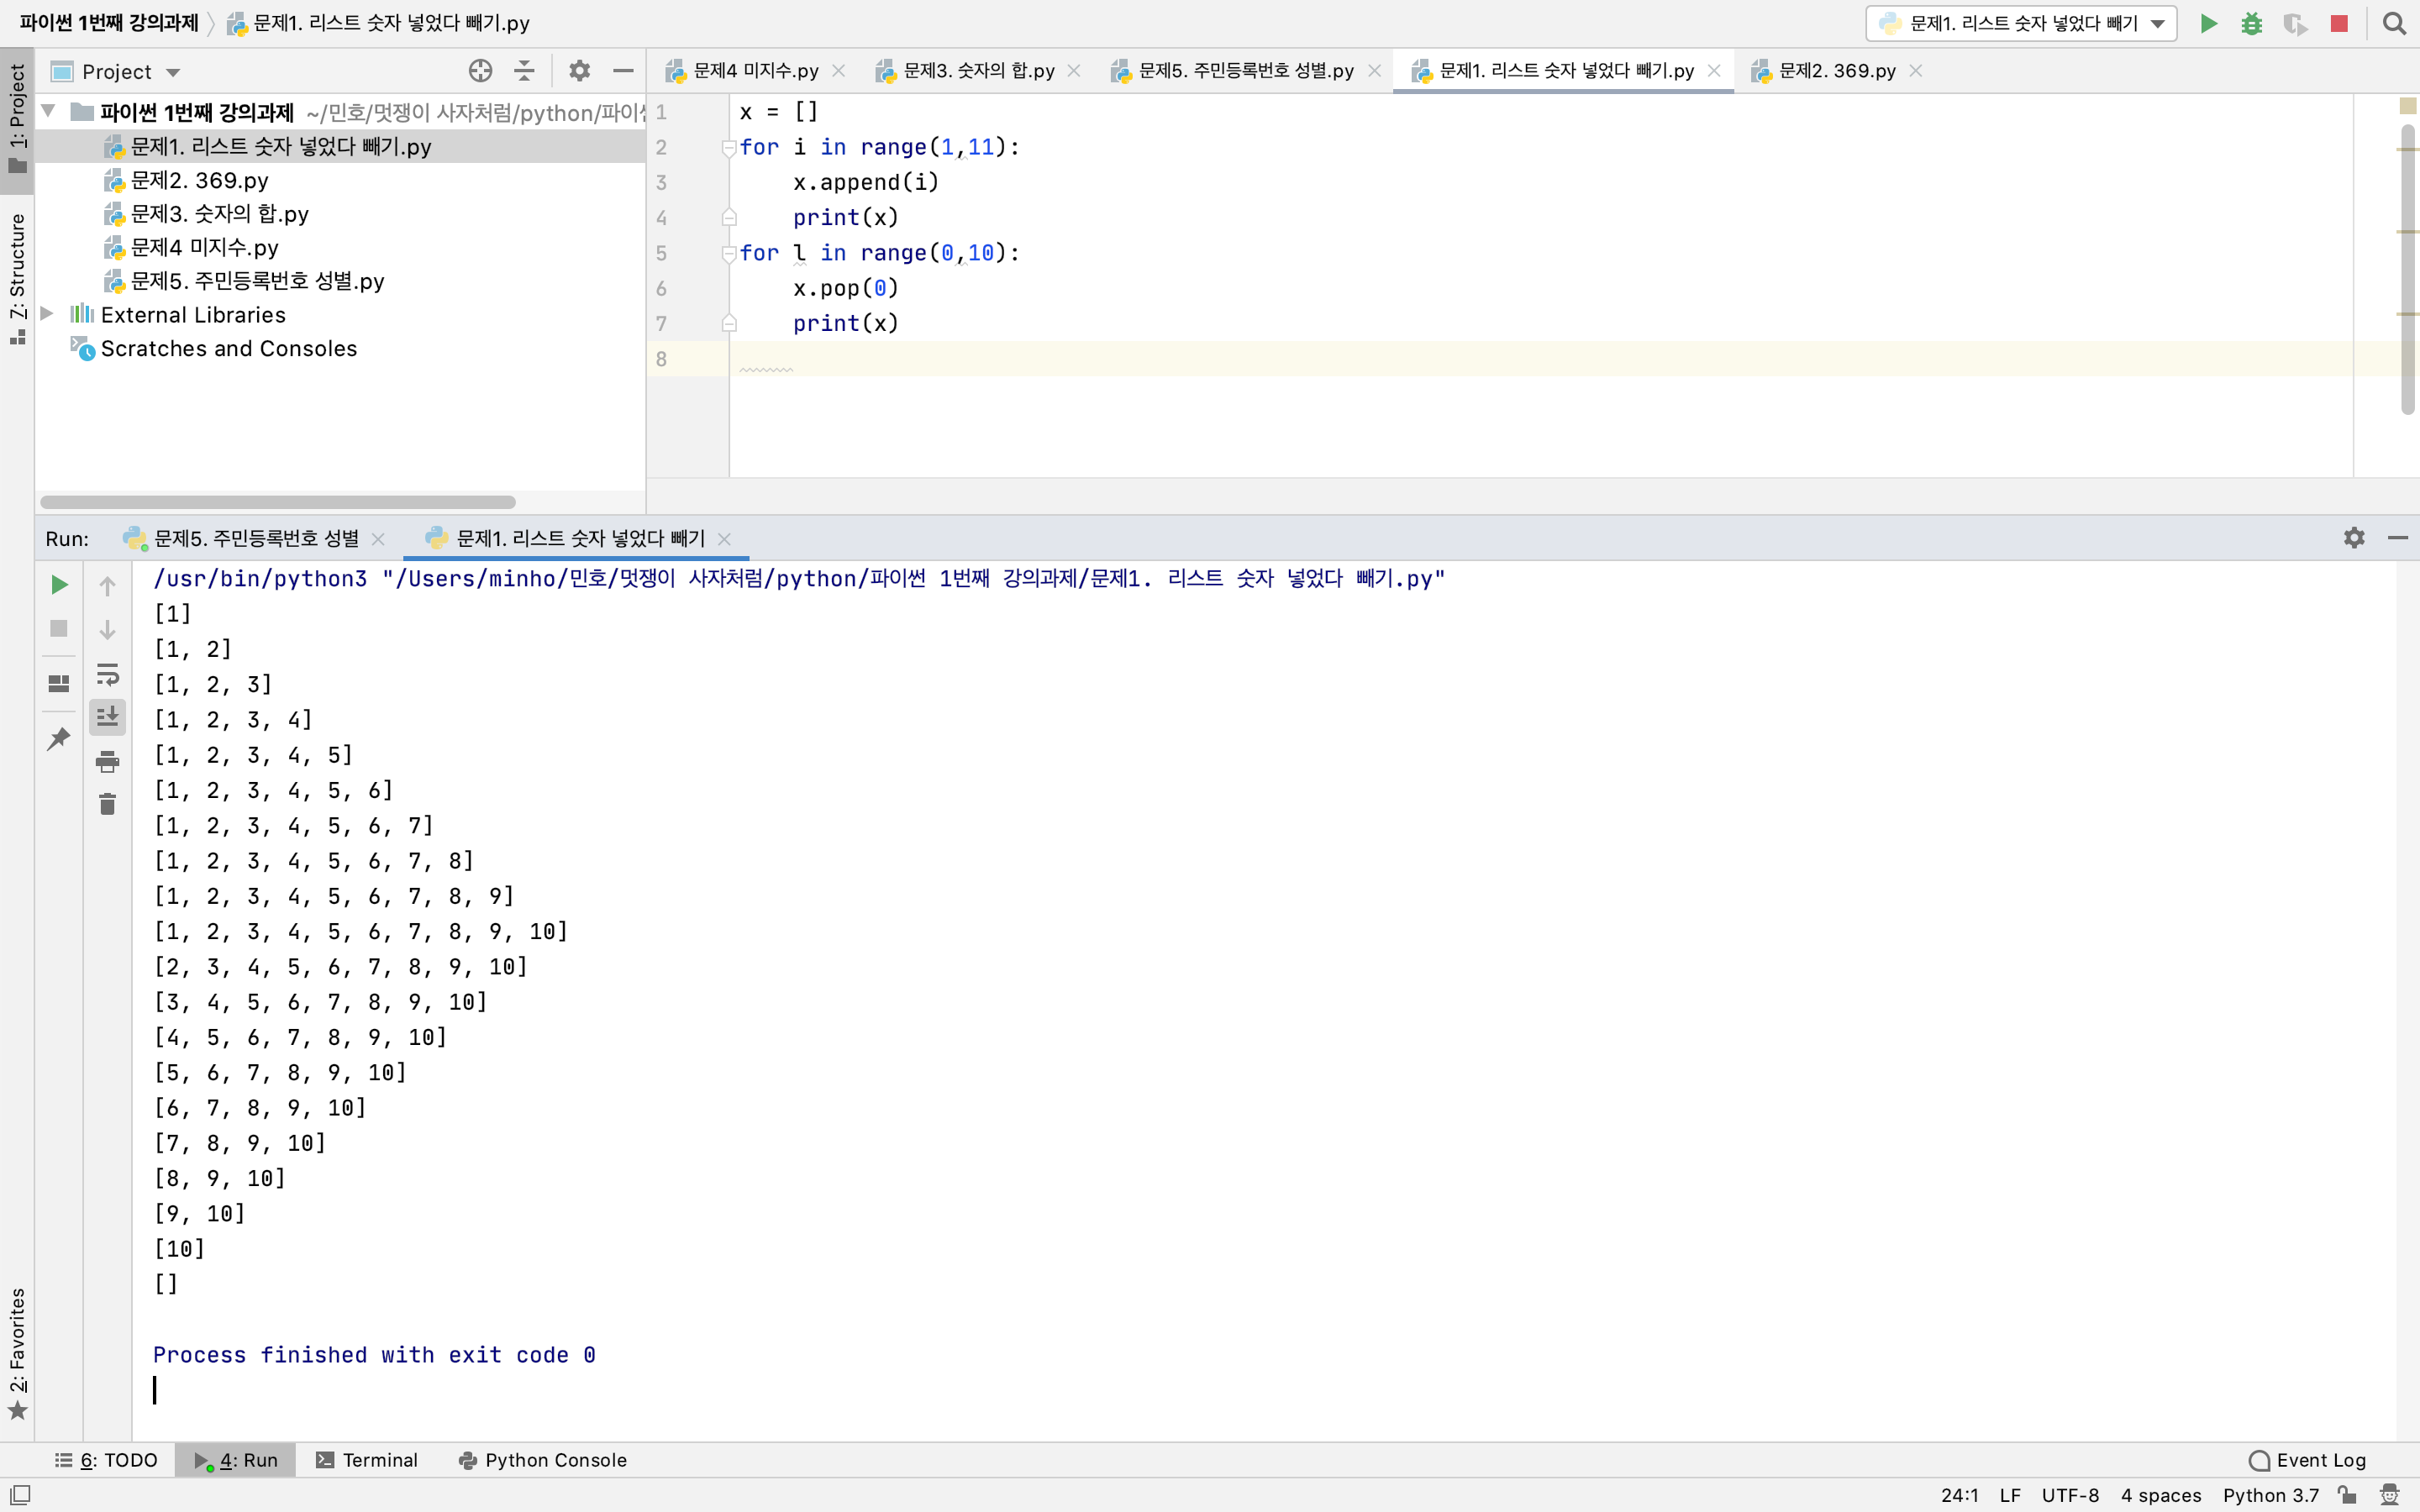 파이썬 1번째 강의과제 문제1. 리스트 숫자 넣었다 빼기.py
문제1. 리스트 숫자 넣었다 빼기
1: Project
7: Structure
2: Favorites
Project
파이썬 1번째 강의과제 ~/민호/멋쟁이 사자처럼/python/파이썬
문제1. 리스트 숫자 넣었다 빼기.py
문제2. 369.py
문제3. 숫자의 합.py
문제4 미지수.py
문제5. 주민등록번호 성별.py
External Libraries
Scratches and Consoles
문제4 미지수.py 문제3. 숫자의 합.py 문제5. 주민등록번호 성별.py 문제1. 리스트 숫자 넣었다 빼기.py 문제2. 369.py
1 x = []
2 for i in range(1,11):
3     x.append(i)
4     print(x)
5 for l in range(0,10):
6     x.pop(0)
7     print(x)
8
Run: 문제5. 주민등록번호 성별 문제1. 리스트 숫자 넣었다 빼기
/usr/bin/python3 "/Users/minho/민호/멋쟁이 사자처럼/python/파이썬 1번째 강의과제/문제1. 리스트 숫자 넣었다 빼기.py"
[1]
[1, 2]
[1, 2, 3]
[1, 2, 3, 4]
[1, 2, 3, 4, 5]
[1, 2, 3, 4, 5, 6]
[1, 2, 3, 4, 5, 6, 7]
[1, 2, 3, 4, 5, 6, 7, 8]
[1, 2, 3, 4, 5, 6, 7, 8, 9]
[1, 2, 3, 4, 5, 6, 7, 8, 9, 10]
[2, 3, 4, 5, 6, 7, 8, 9, 10]
[3, 4, 5, 6, 7, 8, 9, 10]
[4, 5, 6, 7, 8, 9, 10]
[5, 6, 7, 8, 9, 10]
[6, 7, 8, 9, 10]
[7, 8, 9, 10]
[8, 9, 10]
[9, 10]
[10]
[]
Process finished with exit code 0
6: TODO 4: Run Terminal Python Console Event Log
24:1 LF UTF-8 4 spaces Python 3.7